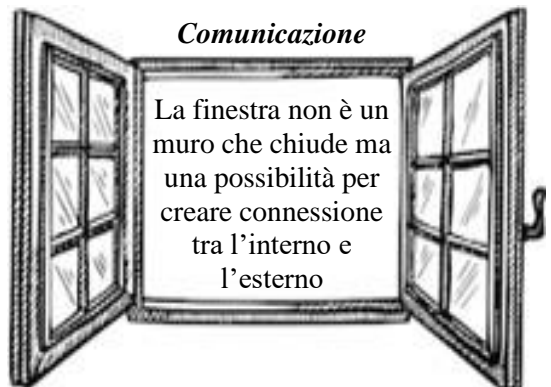 Comunicazione
La finestra non è un
muro che chiude ma
una possibilità per
creare connessione
tra l’interno e
l’esterno